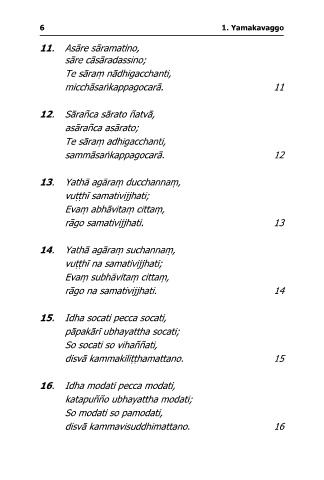 6 1. Yamakavaggo
11. Asāre sāramatino,
sāre cāsāradassino;
Te sāraṃ nādhigacchanti,
micchāsaṅkappagocarā. 11
12. Sārañca sārato ñatvā,
asārañca asārato;
Te sāraṃ adhigacchanti,
sammāsaṅkappagocarā. 12
13. Yathā agāraṃ ducchannaṃ,
vuṭṭhī samativijjhati;
Evaṃ abhāvitaṃ cittaṃ,
rāgo samativijjhati. 13
14. Yathā agāraṃ suchannaṃ,
vuṭṭhī na samativijjhati;
Evaṃ subhāvitaṃ cittaṃ,
rāgo na samativijjhati. 14
15. Idha socati pecca socati,
pāpakārī ubhayattha socati;
So socati so vihaññati,
disvā kammakiliṭṭhamattano. 15
16. Idha modati pecca modati,
katapuñño ubhayattha modati;
So modati so pamodati,
disvā kammavisuddhimattano. 16